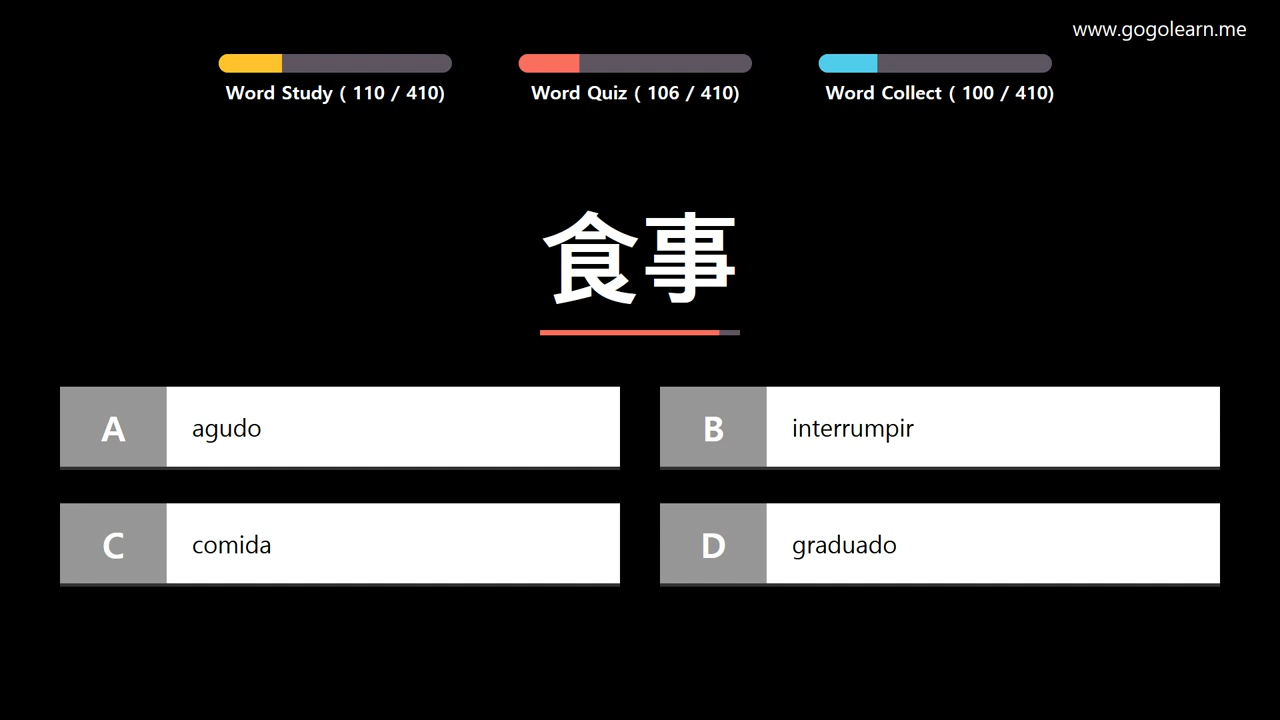 www.gogolearn.me
Word Study ( 110 / 410)
Word Quiz ( 106 / 410)
Word Collect ( 100 / 410)
食事
A agudo
B interrumpir
C comida
D graduado